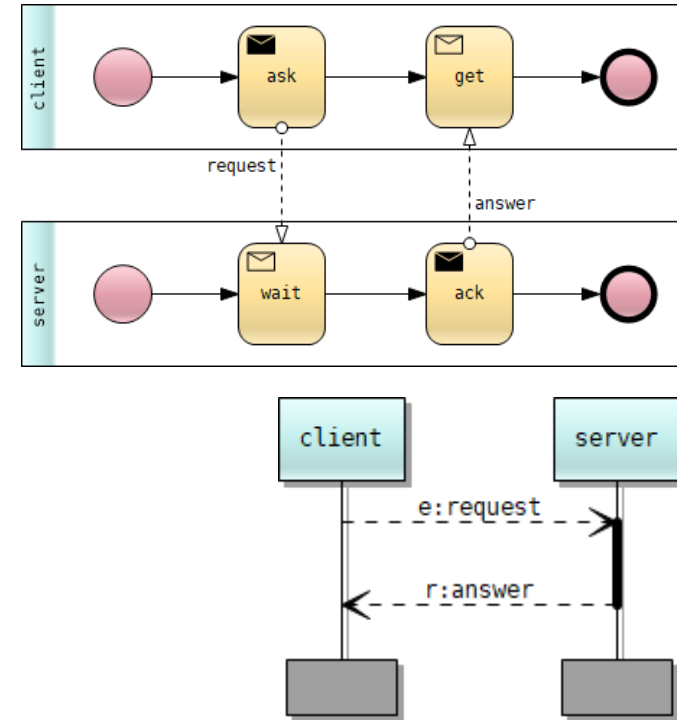 client
ask
get
request
answer
server
wait
ack
client
server
e:request
r:answer